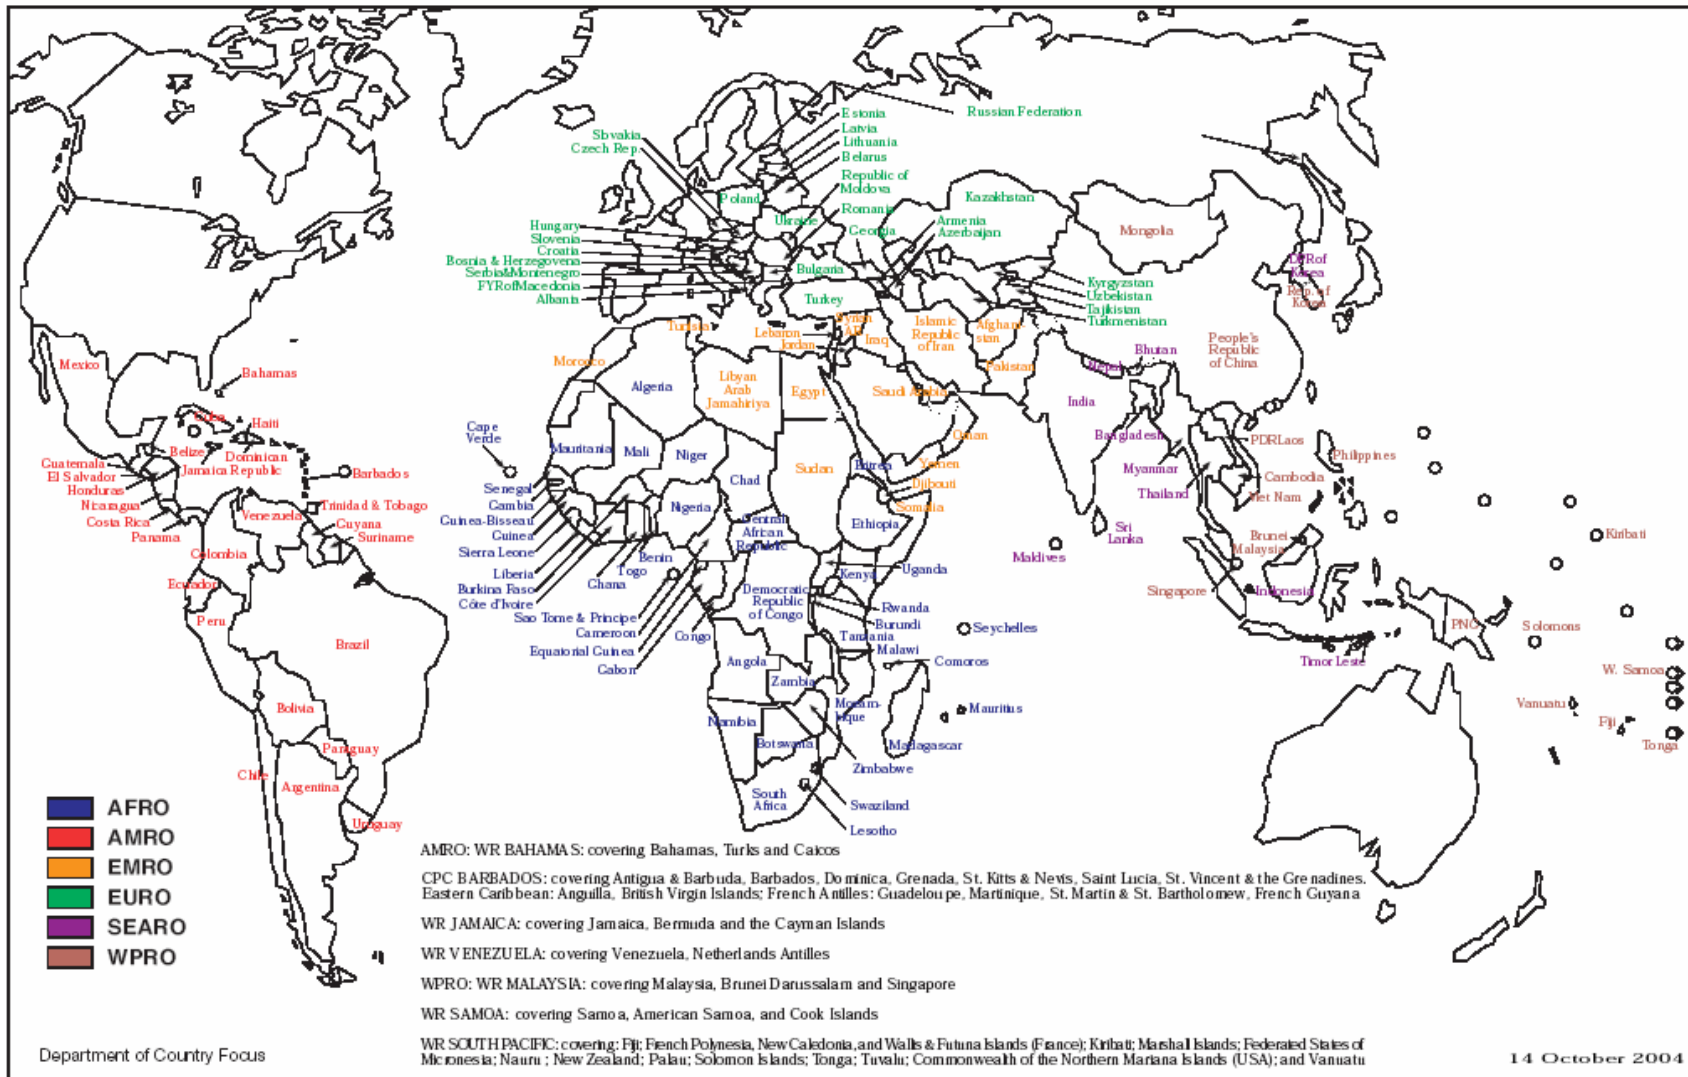 Russian Federation
Estonia
Latvia
Lithuania
Belarus
Republic of
Moldova
Romania
Slovakia
Czech Rep.
Poland
Ukraine
Kazakhstan
Georgia
Armenia
Azerbaijan
Mongolia
Hungary
Slovenia
Croatia
Bosnia & Herzegovena
Serbia&Montenegro
FYRofMacedonia
Albania
Bulgaria
Turkey
Kyrgyzstan
Uzbekistan
Tajikistan
Turkmenistan
DPRof
Korea
Rep. of
Korea
People's
Republic
of China
Tunisia
Morocco
Lebanon
Jordan
Syrian
AR
Iraq
Islamic
Republic
of Iran
Afghani-
stan
Pakistan
Nepal
Bhutan
India
Bangladesh
Myanmar
Thailand
PDRLaos
Cambodia
Viet Nam
Philippines
Mexico
Bahamas
Cuba
Haiti
Belize
Dominican
Jamaica Republic
Guatemala
El Salvador
Honduras
Nicaragua
Costa Rica
Panama
Barbados
Trinidad & Tobago
Venezuela
Guyana
Suriname
Colombia
Ecuador
Peru
Brazil
Bolivia
Paraguay
Chile
Argentina
Uruguay
Algeria
Libyan
Arab
Jamahiriya
Egypt
Saudi Arabia
Oman
Yemen
Djibouti
Somalia
Cape
Verde
Mauritania
Mali
Niger
Chad
Sudan
Eritrea
Ethiopia
Senegal
Gambia
Guinea-Bissau
Guinea
Sierra Leone
Liberia
Burkina Faso
Côte d'Ivoire
Ghana
Togo
Benin
Nigeria
Central
African
Republic
Sao Tome & Principe
Cameroon
Equatorial Guinea
Gabon
Congo
Democratic
Republic
of Congo
Uganda
Kenya
Rwanda
Burundi
Tanzania
Malawi
Seychelles
Comoros
Angola
Zambia
Mozam-
bique
Mauritius
Madagascar
Namibia
Botswana
Zimbabwe
South
Africa
Swaziland
Lesotho
Maldives
Sri
Lanka
Brunei
Malaysia
Singapore
Indonesia
PNG
Timor Leste
Kiribati
Solomons
W. Samoa
Vanuatu
Fiji
Tonga
AFRO
AMRO
EMRO
EURO
SEARO
WPRO
AMRO: WR BAHAMAS: covering Bahamas, Turks and Caicos
CPC BARBADOS: covering Antigua & Barbuda, Barbados, Dominica, Grenada, St. Kitts & Nevis, Saint Lucia, St. Vincent & the Grenadines.
Eastern Caribbean: Anguilla, British Virgin Islands; French Antilles: Guadeloupe, Martinique, St. Martin & St. Bartholomew, French Guyana
WR JAMAICA: covering Jamaica, Bermuda and the Cayman Islands
WR VENEZUELA: covering Venezuela, Netherlands Antilles
WPRO: WR MALAYSIA: covering Malaysia, Brunei Darussalam and Singapore
WR SAMOA: covering Samoa, American Samoa, and Cook Islands
WR SOUTH PACIFIC: covering: Fiji; French Polynesia, New Caledonia, and Wallis & Futuna Islands (France); Kiribati; Marshall Islands; Federated States of
Micronesia; Nauru ; New Zealand; Palau; Solomon Islands; Tonga; Tuvalu; Commonwealth of the Northern Mariana Islands (USA); and Vanuatu
Department of Country Focus
14 October 2004